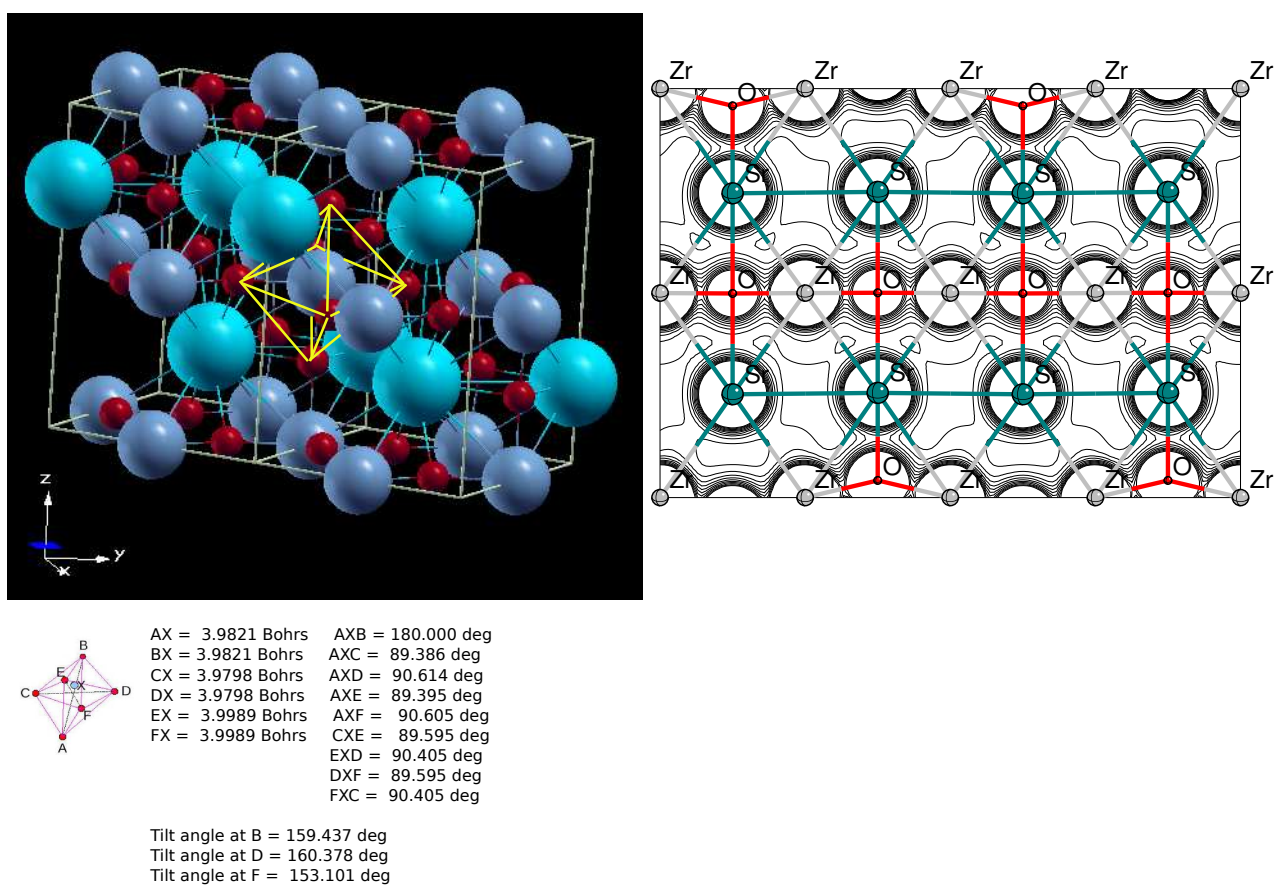 Zr Zr Zr Zr Zr
O O
Sr Sr Sr Sr
Zr O Zr O Zr O Zr O Zr
Sr Sr Sr Sr
Zr Zr Zr O Zr O Zr
z
y
x
B
E
X
C D
F
A
AX = 3.9821 Bohrs AXB = 180.000 deg
BX = 3.9821 Bohrs AXC = 89.386 deg
CX = 3.9798 Bohrs AXD = 90.614 deg
DX = 3.9798 Bohrs AXE = 89.395 deg
EX = 3.9989 Bohrs AXF = 90.605 deg
FX = 3.9989 Bohrs CXE = 89.595 deg
EXD = 90.405 deg
DXF = 89.595 deg
FXC = 90.405 deg
Tilt angle at B = 159.437 deg
Tilt angle at D = 160.378 deg
Tilt angle at F = 153.101 deg